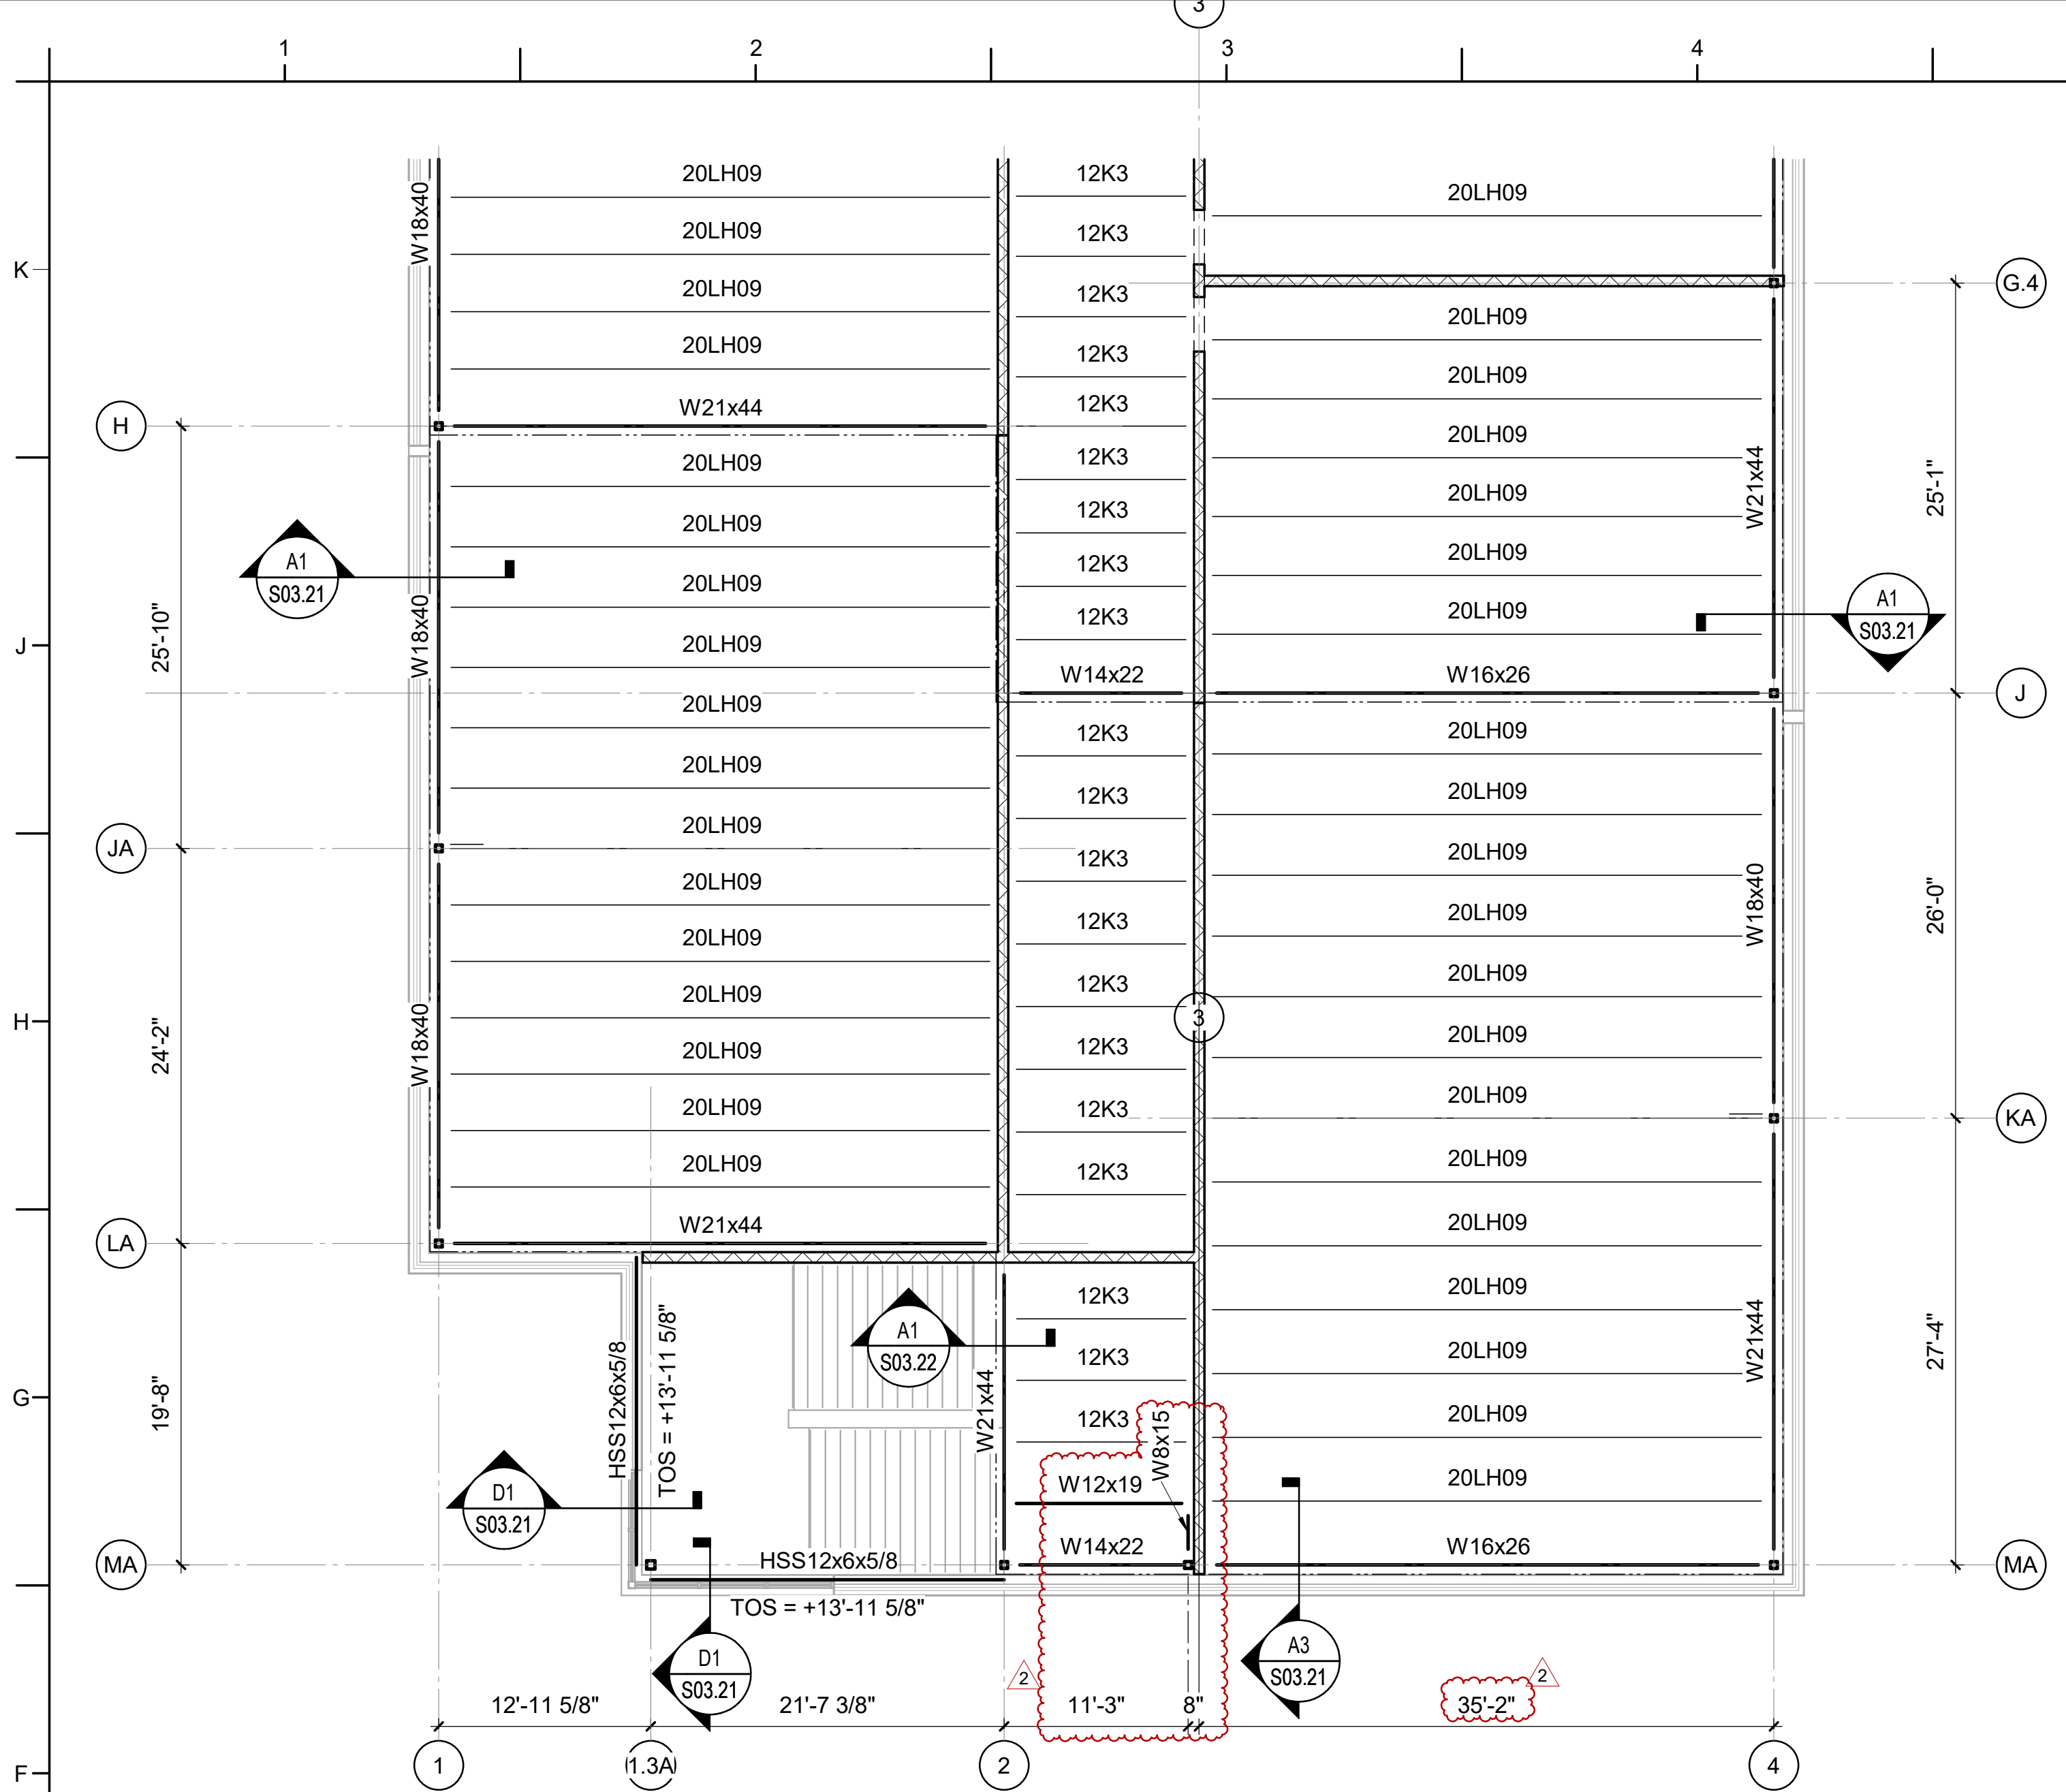 3
1 2 3 4
K
J
H
G
F
20LH09 12K3
W18x40
20LH09
20LH09 12K3
20LH09 12K3
G.4
20LH09
20LH09 12K3
20LH09
W21x44 12K3
H
20LH09
20LH09 12K3
W21x44
25'-1"
20LH09
20LH09 12K3
A1
S03.21
20LH09 12K3
20LH09
W18x40
25'-10"
A1
S03.21
12K3 20LH09
20LH09
W14x22 W16x26
J
20LH09
12K3 20LH09
20LH09
12K3 20LH09
20LH09
JA
12K3 20LH09
20LH09
W18x40
26'-0"
12K3 20LH09
20LH09
12K3 20LH09
20LH09
3
W18x40
24'-2"
20LH09
12K3 20LH09
20LH09
12K3 20LH09
KA
20LH09
12K3 20LH09
W21x44
LA
20LH09
12K3 20LH09
A1
S03.22
HSS12x6x5/8
TOS = +13'-11 5/8"
W21x44
12K3 20LH09
W21x44
27'-4"
19'-8"
12K3 20LH09
W8x15
W12x19 20LH09
D1
S03.21
W14x22 W16x26
HSS12x6x5/8
MA MA
TOS = +13'-11 5/8"
D1
S03.21
A3
S03.21
2 2
12'-11 5/8" 21'-7 3/8" 11'-3" 8" 35'-2"
1 1.3A 2 4